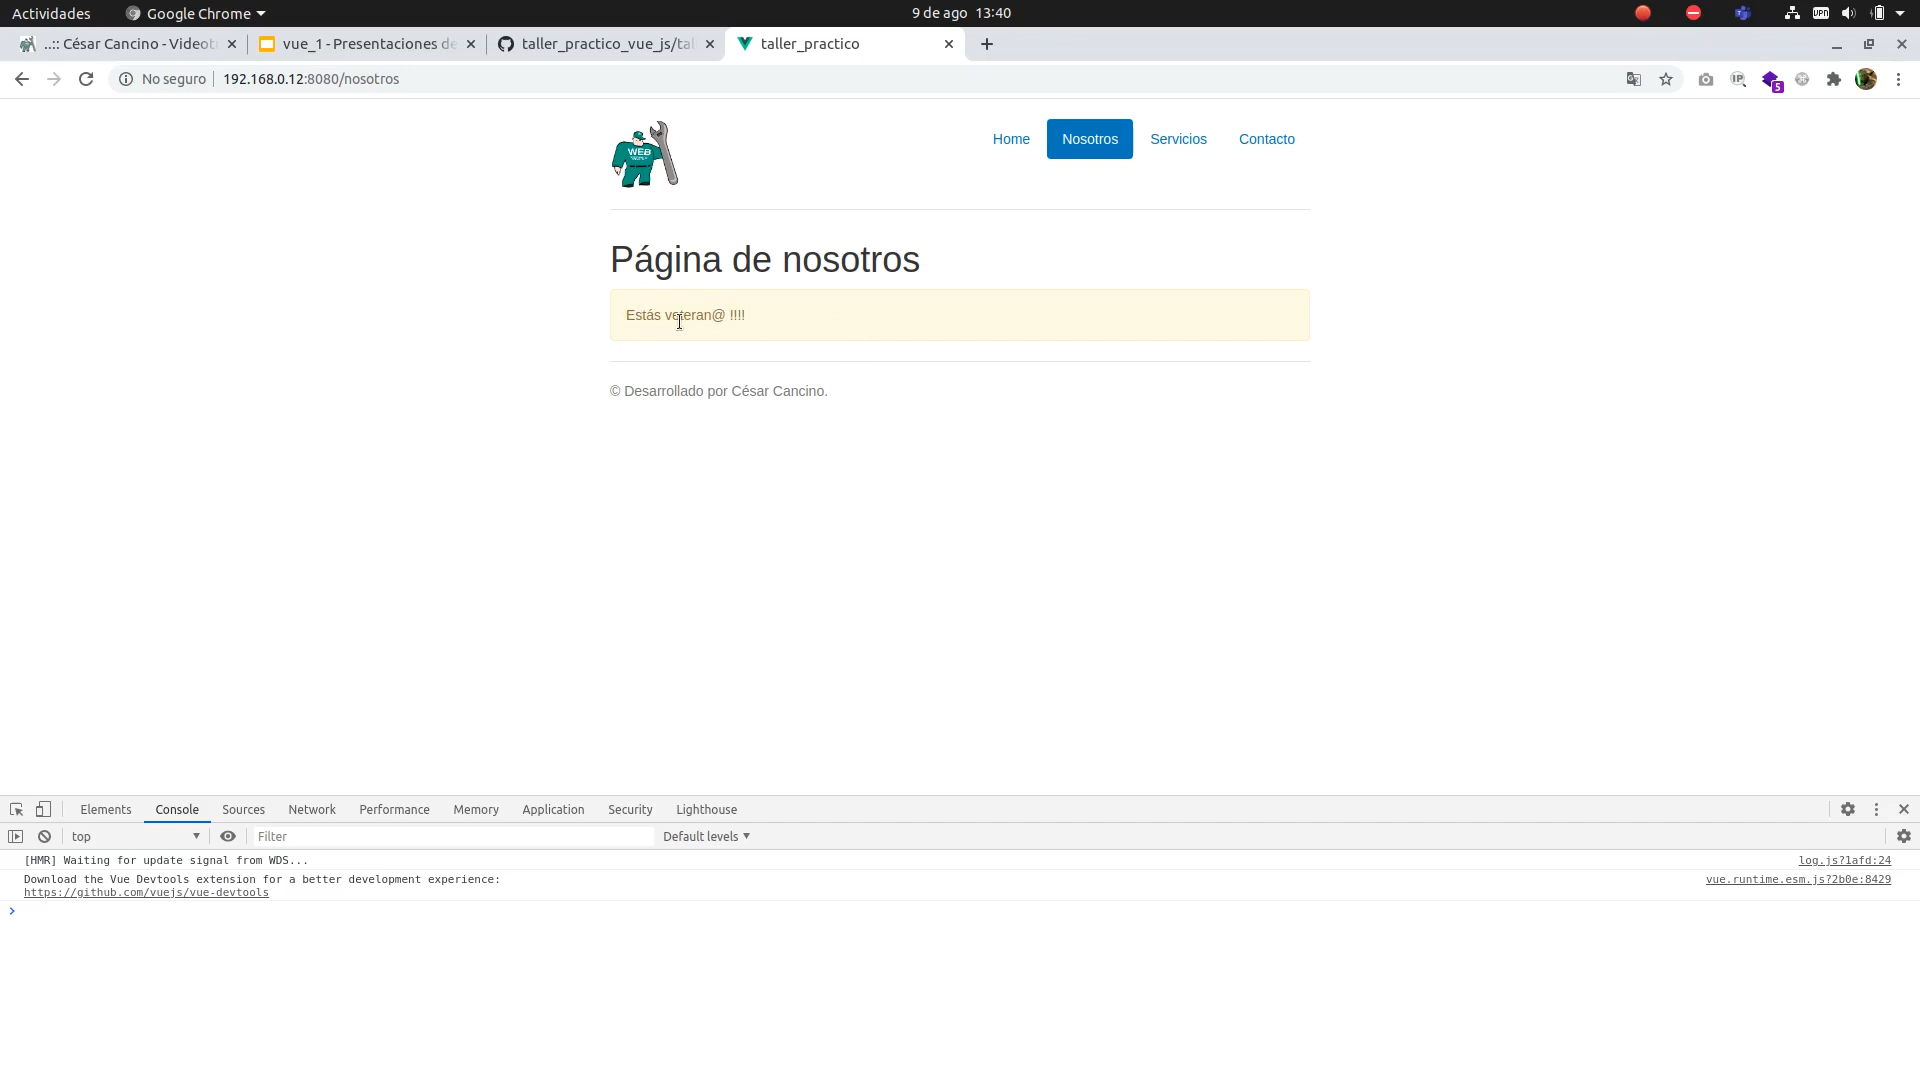 Actividades Google Chrome 9 de ago 13:40 VPN
..:: César Cancino - Videot vue_1 - Presentaciones de taller_practico_vue_js/tal taller_practico
No seguro 192.168.0.12:8080/nosotros IP 5
WEB
Home Nosotros Servicios Contacto
Página de nosotros
Estás veteran@ !!!!
© Desarrollado por César Cancino.
Elements Console Sources Network Performance Memory Application Security Lighthouse
top Filter Default levels
[HMR] Waiting for update signal from WDS... log.js?1afd:24
Download the Vue Devtools extension for a better development experience: vue.runtime.esm.js?2b0e:8429
https://github.com/vuejs/vue-devtools